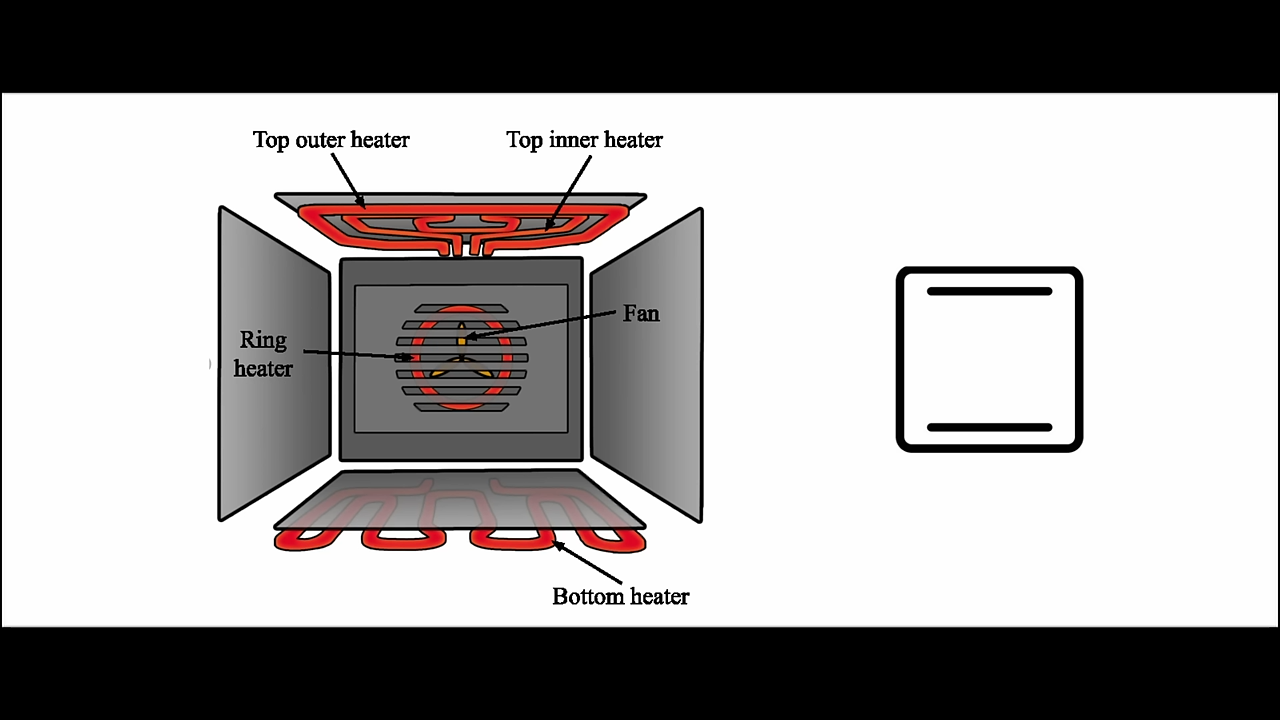 Top outer heater
Top inner heater
Fan
Ring
heater
Bottom heater